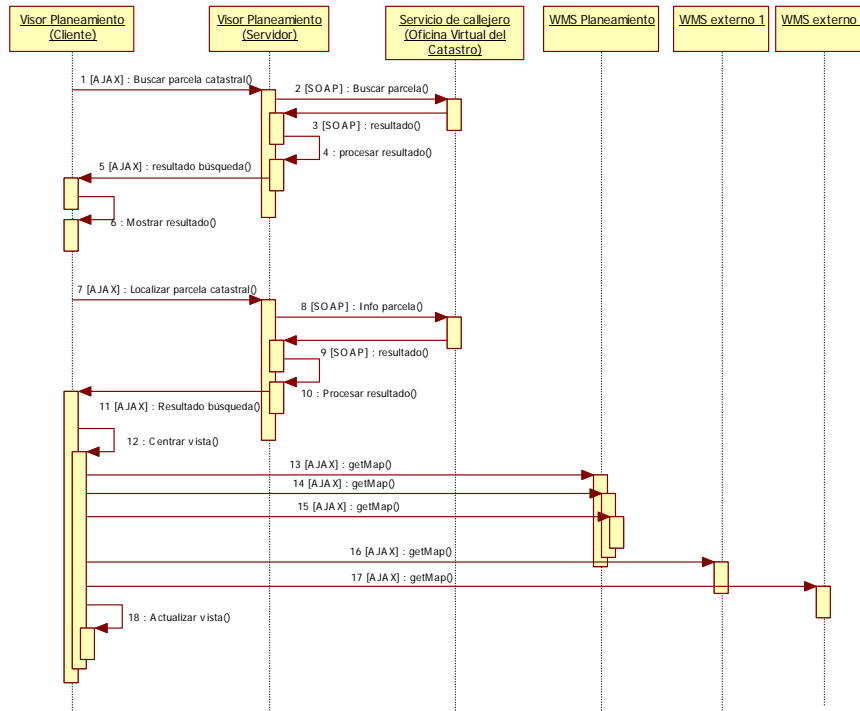 Visor Planeamiento
(Cliente)
Visor Planeamiento
(Servidor)
Servicio de callejero
(Oficina Virtual del
Catastro)
WMS Planeamiento
WMS externo 1
WMS externo
1 [AJAX] : Buscar parcela catastral()
2 [SOAP] : Buscar parcela()
3 [SOAP] : resultado()
4 : procesar resultado()
5 [AJAX] : resultado búsqueda()
6 : Mostrar resultado()
7 [AJAX] : Localizar parcela catastral()
8 [SOAP] : Info parcela()
9 [SOAP] : resultado()
10 : Procesar resultado()
11 [AJAX] : Resultado búsqueda()
12 : Centrar vista()
13 [AJAX] : getMap()
14 [AJAX] : getMap()
15 [AJAX] : getMap()
16 [AJAX] : getMap()
17 [AJAX] : getMap()
18 : Actualizar vista()